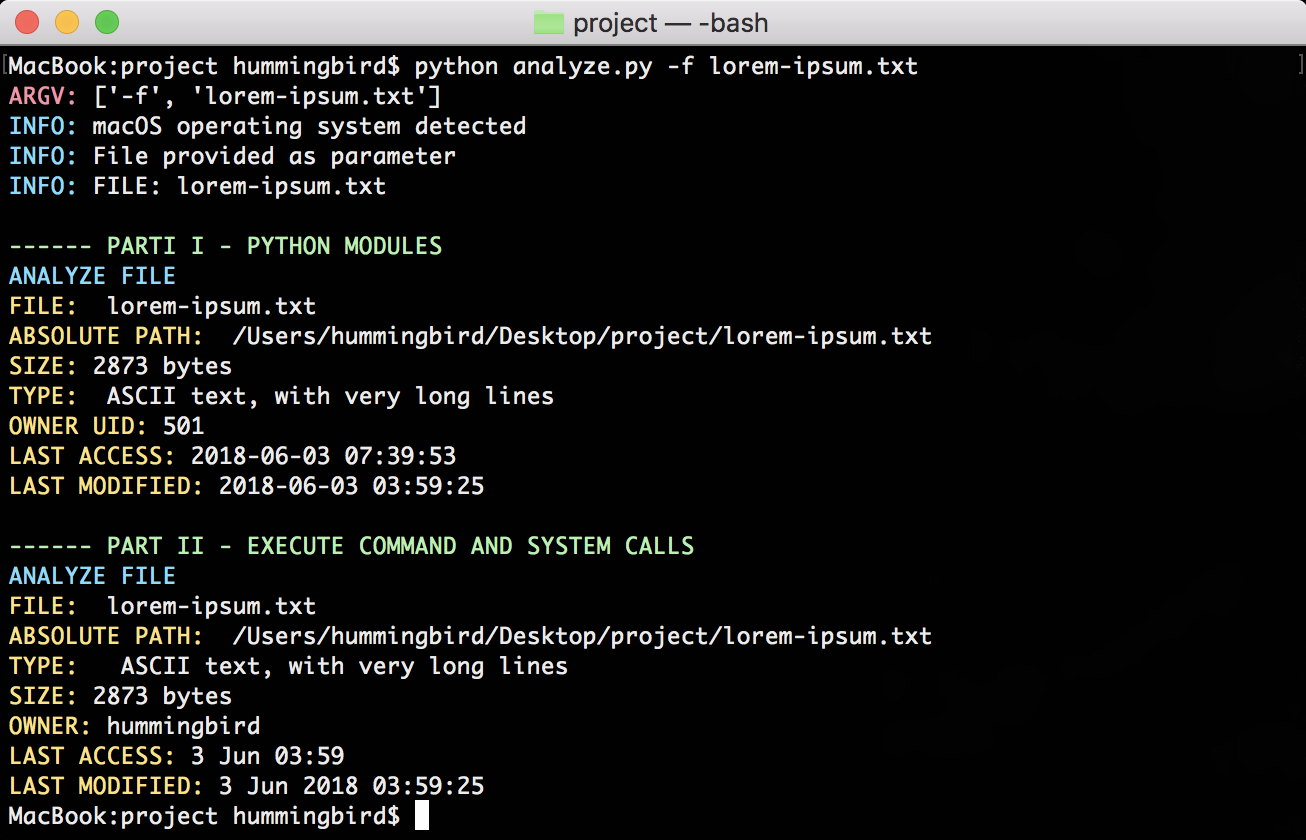 project — -bash
[MacBook:project hummingbird$ python analyze.py -f lorem-ipsum.txt ]
ARGV: ['-f', 'lorem-ipsum.txt']
INFO: macOS operating system detected
INFO: File provided as parameter
INFO: FILE: lorem-ipsum.txt
------ PARTI I - PYTHON MODULES
ANALYZE FILE
FILE:  lorem-ipsum.txt
ABSOLUTE PATH:  /Users/hummingbird/Desktop/project/lorem-ipsum.txt
SIZE: 2873 bytes
TYPE:  ASCII text, with very long lines
OWNER UID: 501
LAST ACCESS: 2018-06-03 07:39:53
LAST MODIFIED: 2018-06-03 03:59:25
------ PART II - EXECUTE COMMAND AND SYSTEM CALLS
ANALYZE FILE
FILE:  lorem-ipsum.txt
ABSOLUTE PATH:  /Users/hummingbird/Desktop/project/lorem-ipsum.txt
TYPE:   ASCII text, with very long lines
SIZE: 2873 bytes
OWNER: hummingbird
LAST ACCESS: 3 Jun 03:59
LAST MODIFIED: 3 Jun 2018 03:59:25
MacBook:project hummingbird$